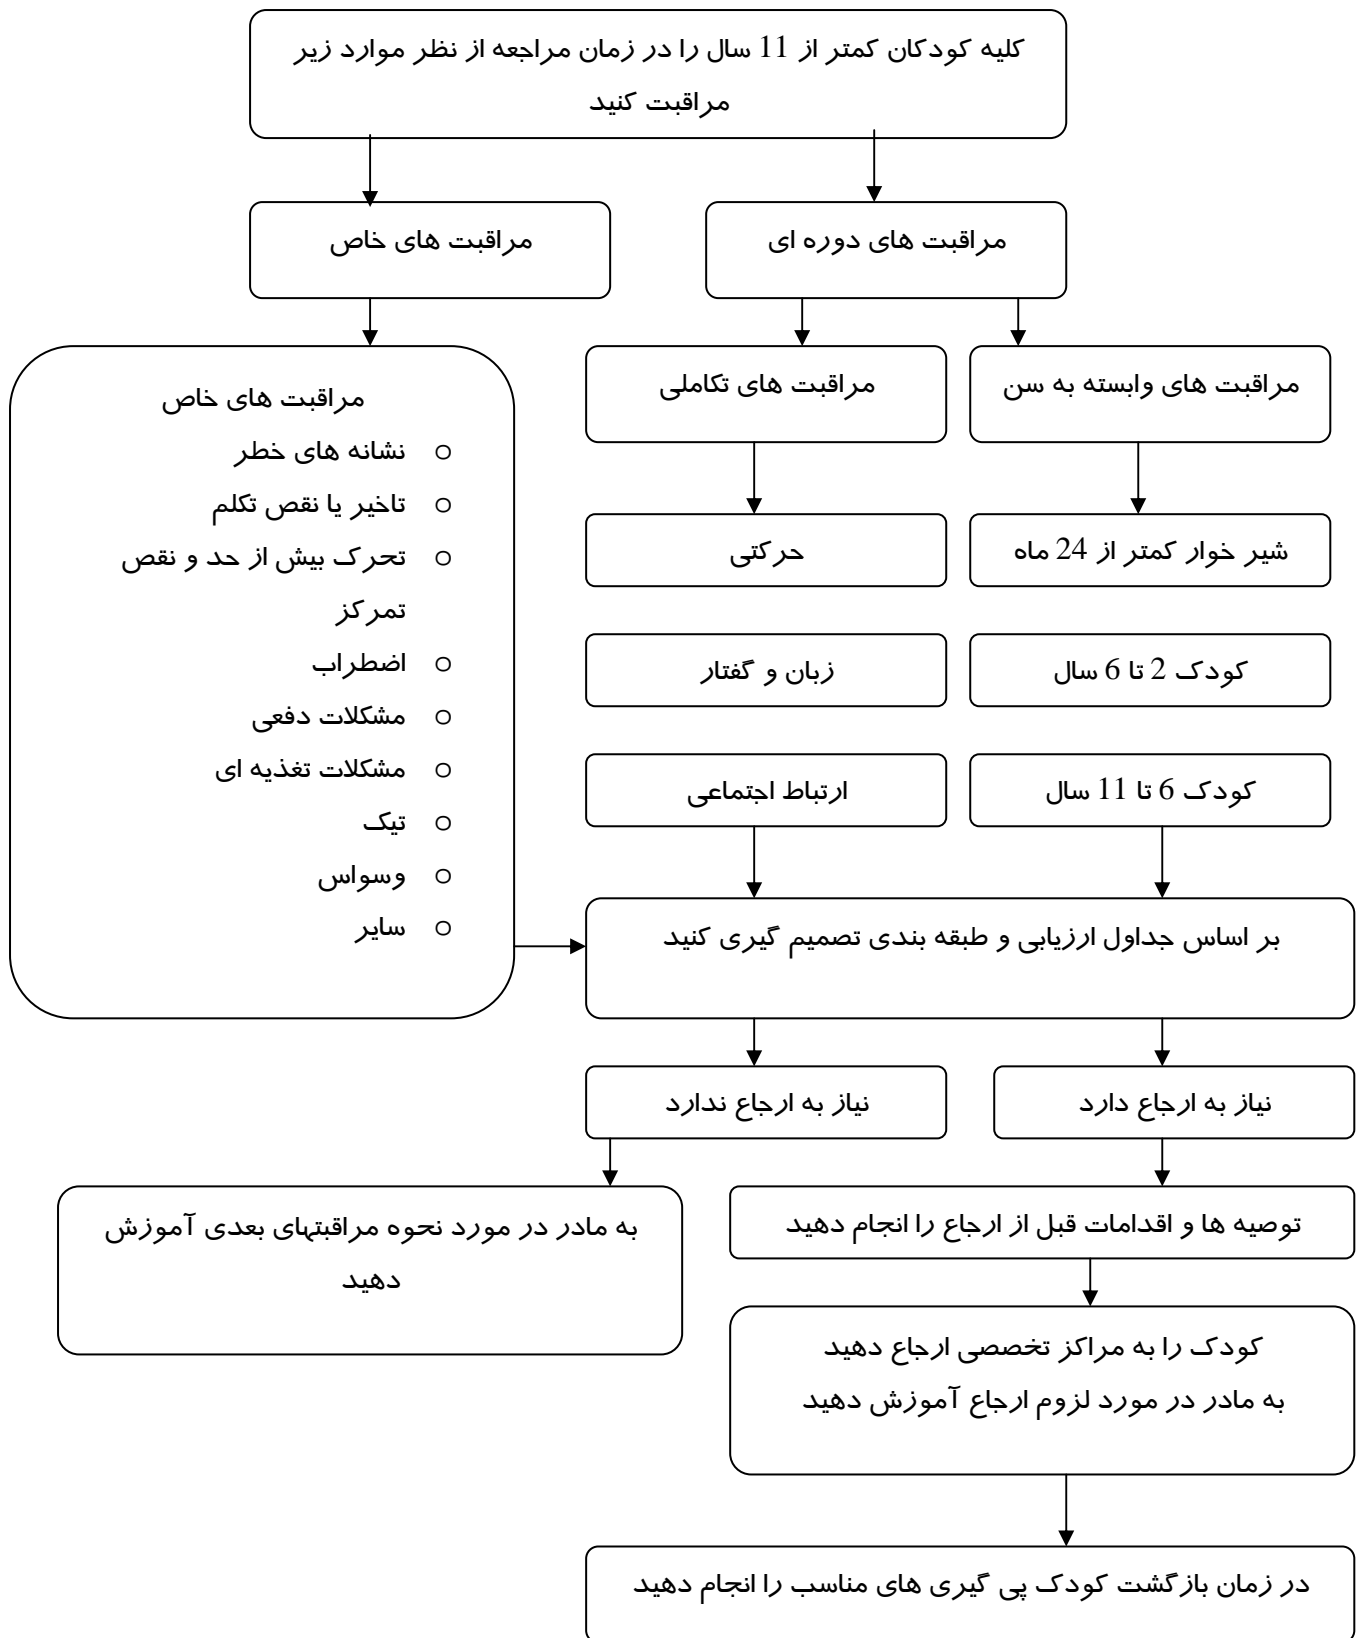 کلیه کودکان کمتر از 11 سال را در زمان مراجعه از نظر موارد زیر
مراقبت کنید
مراقبت های دوره ای
مراقبت های خاص
مراقبت های وابسته به سن
مراقبت های تکاملی
مراقبت های خاص
o نشانه های خطر
o تاخیر یا نقص تکلم
o تحرک بیش از حد و نقص
تمرکز
o اضطراب
o مشکلات دفعی
o مشکلات تغذیه ای
o تیک
o وسواس
o سایر
شیر خوار کمتر از 24 ماه
حرکتی
کودک 2 تا 6 سال
زبان و گفتار
کودک 6 تا 11 سال
ارتباط اجتماعی
بر اساس جداول ارزیابی و طبقه بندی تصمیم گیری کنید
نیاز به ارجاع دارد
نیاز به ارجاع ندارد
توصیه ها و اقدامات قبل از ارجاع را انجام دهید
به مادر در مورد نحوه مراقبتهای بعدی آموزش
دهید
کودک را به مراکز تخصصی ارجاع دهید
به مادر در مورد لزوم ارجاع آموزش دهید
در زمان بازگشت کودک پی گیری های مناسب را انجام دهید